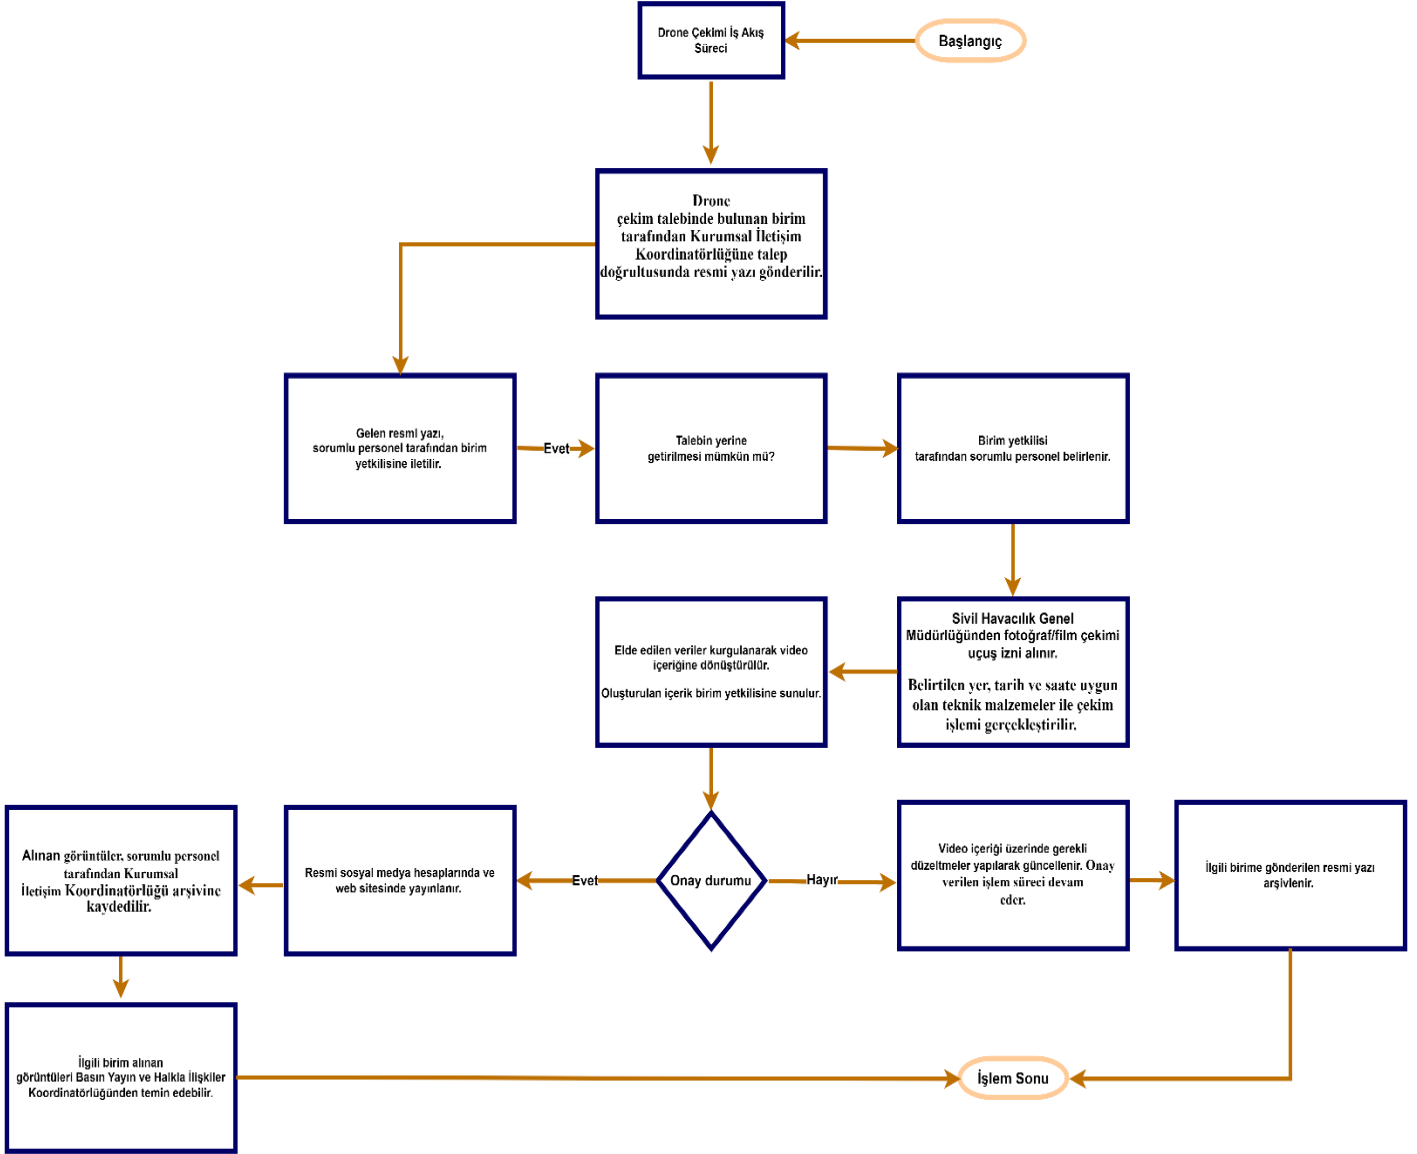 Drone Çekimi İş Akış
Süreci
Başlangıç
Drone
çekim talebinde bulunan birim
tarafından Kurumsal İletişim
Koordinatörlüğüne talep
doğrultusunda resmi yazı gönderilir.
Gelen resmi yazı,
sorumlu personel tarafından birim
yetkilisine iletilir.
Evet
Talebin yerine
getirilmesi mümkün mü?
Birim yetkilisi
tarafından sorumlu personel belirlenir.
Sivil Havacılık Genel
Müdürlüğünden fotoğraf/film çekimi
uçuş izni alınır.
Belirtilen yer, tarih ve saate uygun
olan teknik malzemeler ile çekim
işlemi gerçekleştirilir.
Elde edilen veriler kurgulanarak video
içeriğine dönüştürülür.
Oluşturulan içerik birim yetkilisine sunulur.
Onay durumu
Evet
Hayır
Resmi sosyal medya hesaplarında ve
web sitesinde yayınlanır.
Alınan görüntüler, sorumlu personel
tarafından Kurumsal
İletişim Koordinatörlüğü arşivine
kaydedilir.
Video içeriği üzerinde gerekli
düzeltmeler yapılarak güncellenir. Onay
verilen işlem süreci devam
eder.
İlgili birime gönderilen resmi yazı
arşivlenir.
İlgili birim alınan
görüntüleri Basın Yayın ve Halkla İlişkiler
Koordinatörlüğünden temin edebilir.
İşlem Sonu